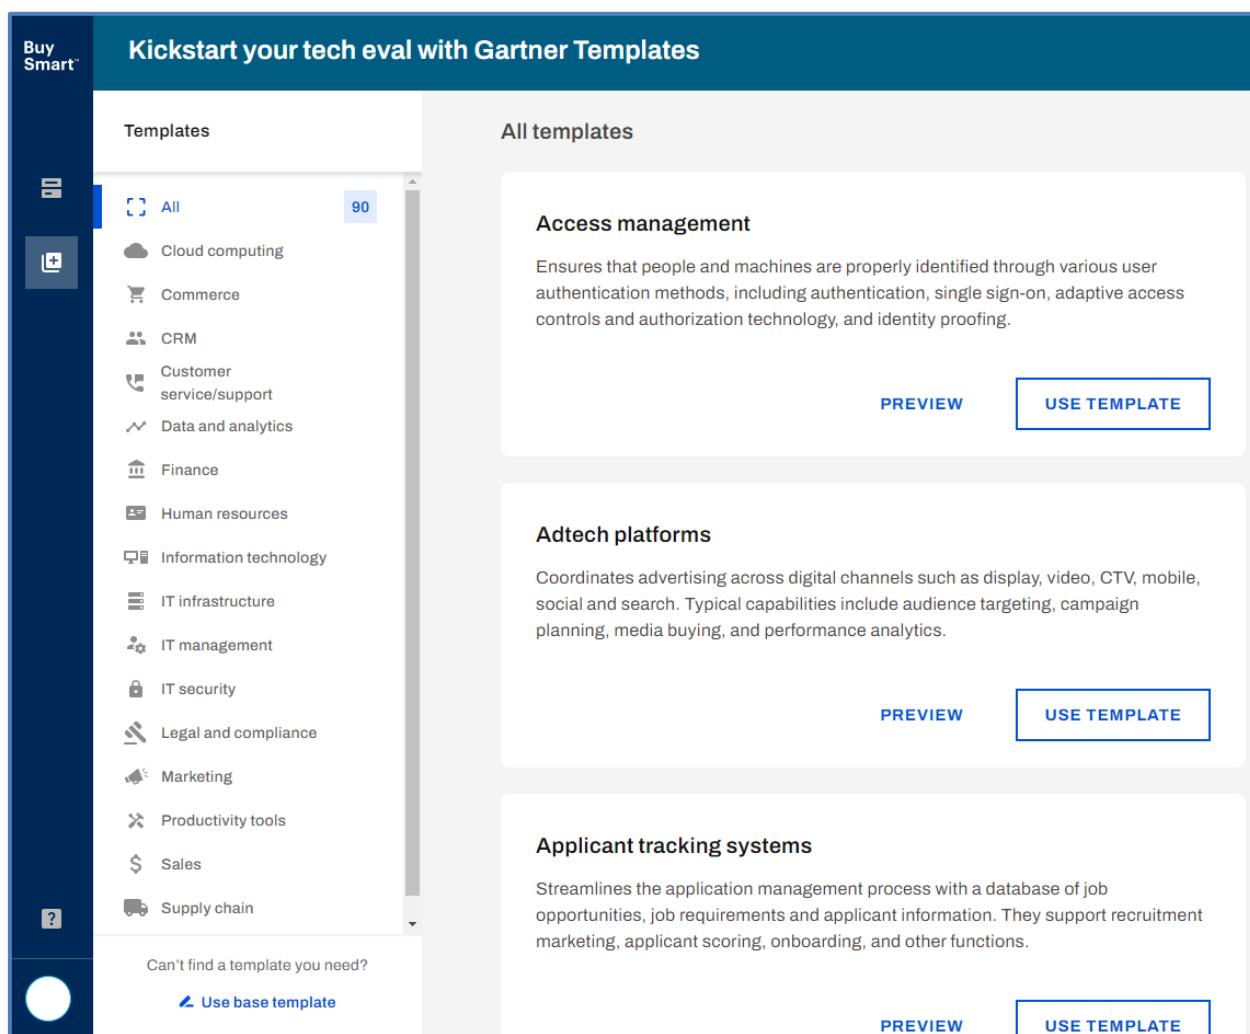 Buy
Smart™
Kickstart your tech eval with Gartner Templates
Templates
All
90
Cloud computing
Commerce
CRM
Customer
service/support
Data and analytics
Finance
Human resources
Information technology
IT infrastructure
IT management
IT security
Legal and compliance
Marketing
Productivity tools
Sales
Supply chain
Can't find a template you need?
Use base template
All templates
Access management
Ensures that people and machines are properly identified through various user
authentication methods, including authentication, single sign-on, adaptive access
controls and authorization technology, and identity proofing.
PREVIEW
USE TEMPLATE
Adtech platforms
Coordinates advertising across digital channels such as display, video, CTV, mobile,
social and search. Typical capabilities include audience targeting, campaign
planning, media buying, and performance analytics.
PREVIEW
USE TEMPLATE
Applicant tracking systems
Streamlines the application management process with a database of job
opportunities, job requirements and applicant information. They support recruitment
marketing, applicant scoring, onboarding, and other functions.
PREVIEW
USE TEMPLATE